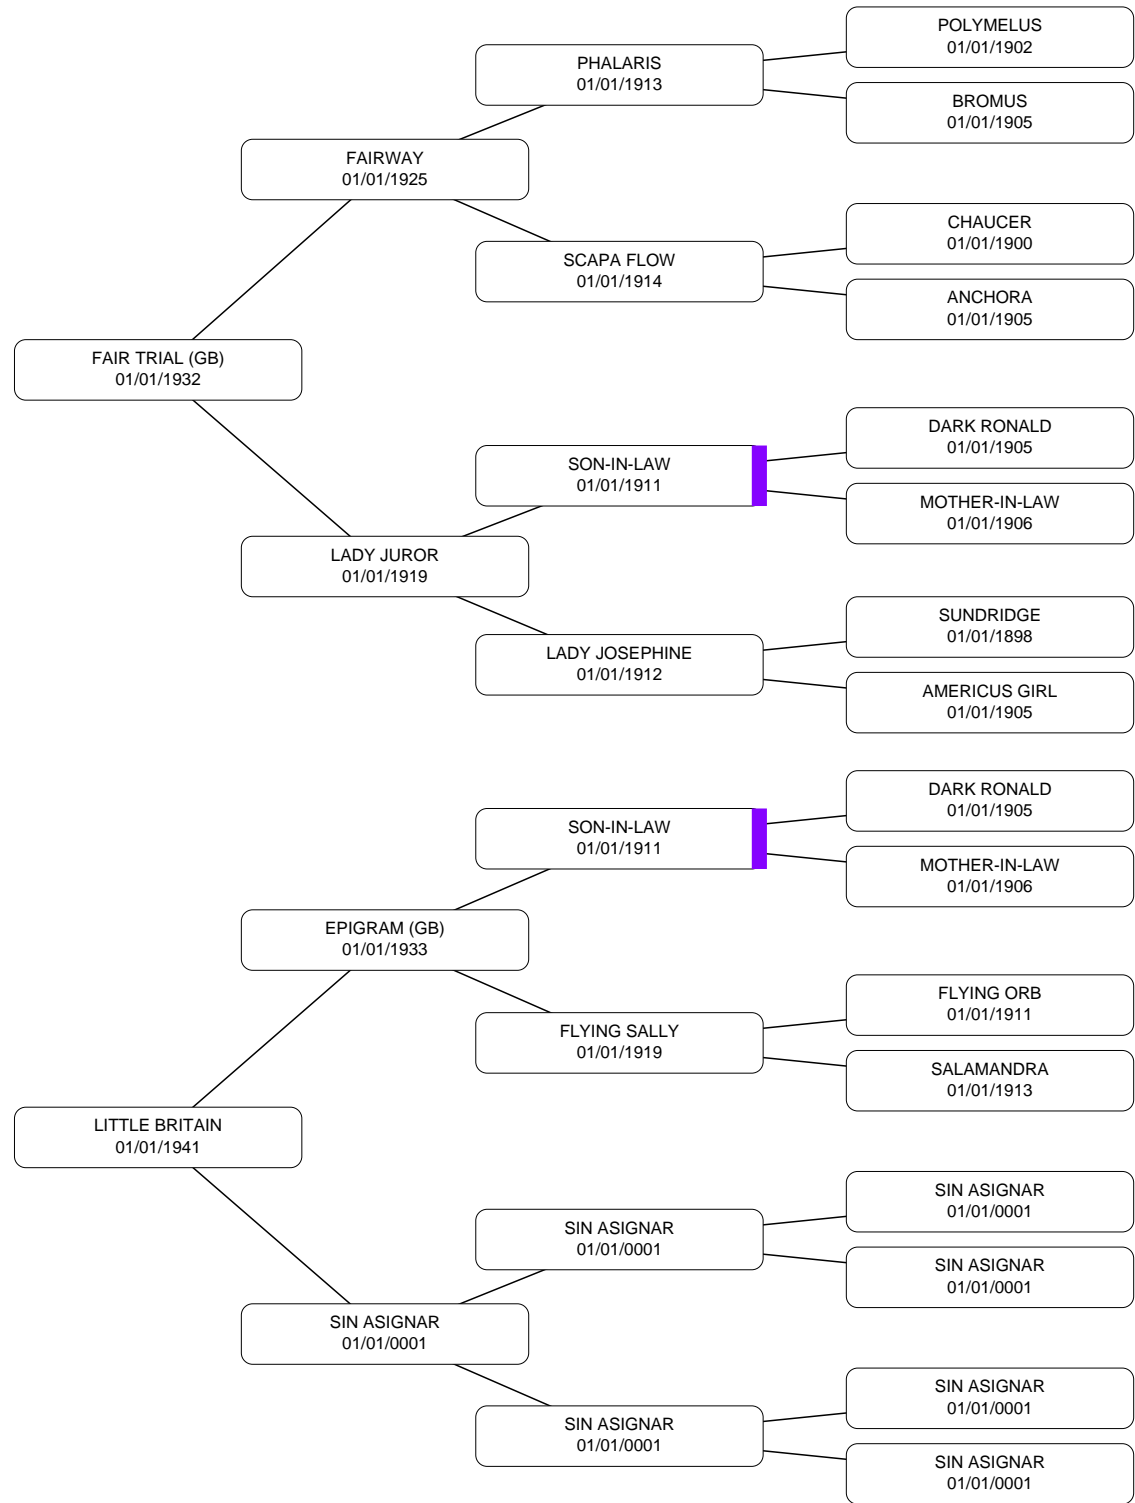 POLYMELUS
01/01/1902
PHALARIS
01/01/1913
BROMUS
01/01/1905
FAIRWAY
01/01/1925
CHAUCER
01/01/1900
SCAPA FLOW
01/01/1914
ANCHORA
01/01/1905
FAIR TRIAL (GB)
01/01/1932
DARK RONALD
01/01/1905
SON-IN-LAW
01/01/1911
MOTHER-IN-LAW
01/01/1906
LADY JUROR
01/01/1919
SUNDRIDGE
01/01/1898
LADY JOSEPHINE
01/01/1912
AMERICUS GIRL
01/01/1905
DARK RONALD
01/01/1905
SON-IN-LAW
01/01/1911
MOTHER-IN-LAW
01/01/1906
EPIGRAM (GB)
01/01/1933
FLYING ORB
01/01/1911
FLYING SALLY
01/01/1919
SALAMANDRA
01/01/1913
LITTLE BRITAIN
01/01/1941
SIN ASIGNAR
01/01/0001
SIN ASIGNAR
01/01/0001
SIN ASIGNAR
01/01/0001
SIN ASIGNAR
01/01/0001
SIN ASIGNAR
01/01/0001
SIN ASIGNAR
01/01/0001
SIN ASIGNAR
01/01/0001